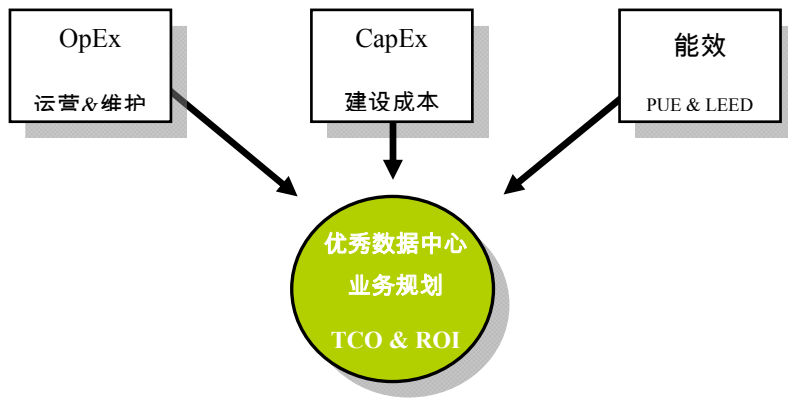 OpEx
运营&维护
CapEx
建设成本
能效
PUE & LEED
优秀数据中心
业务规划
TCO & ROI